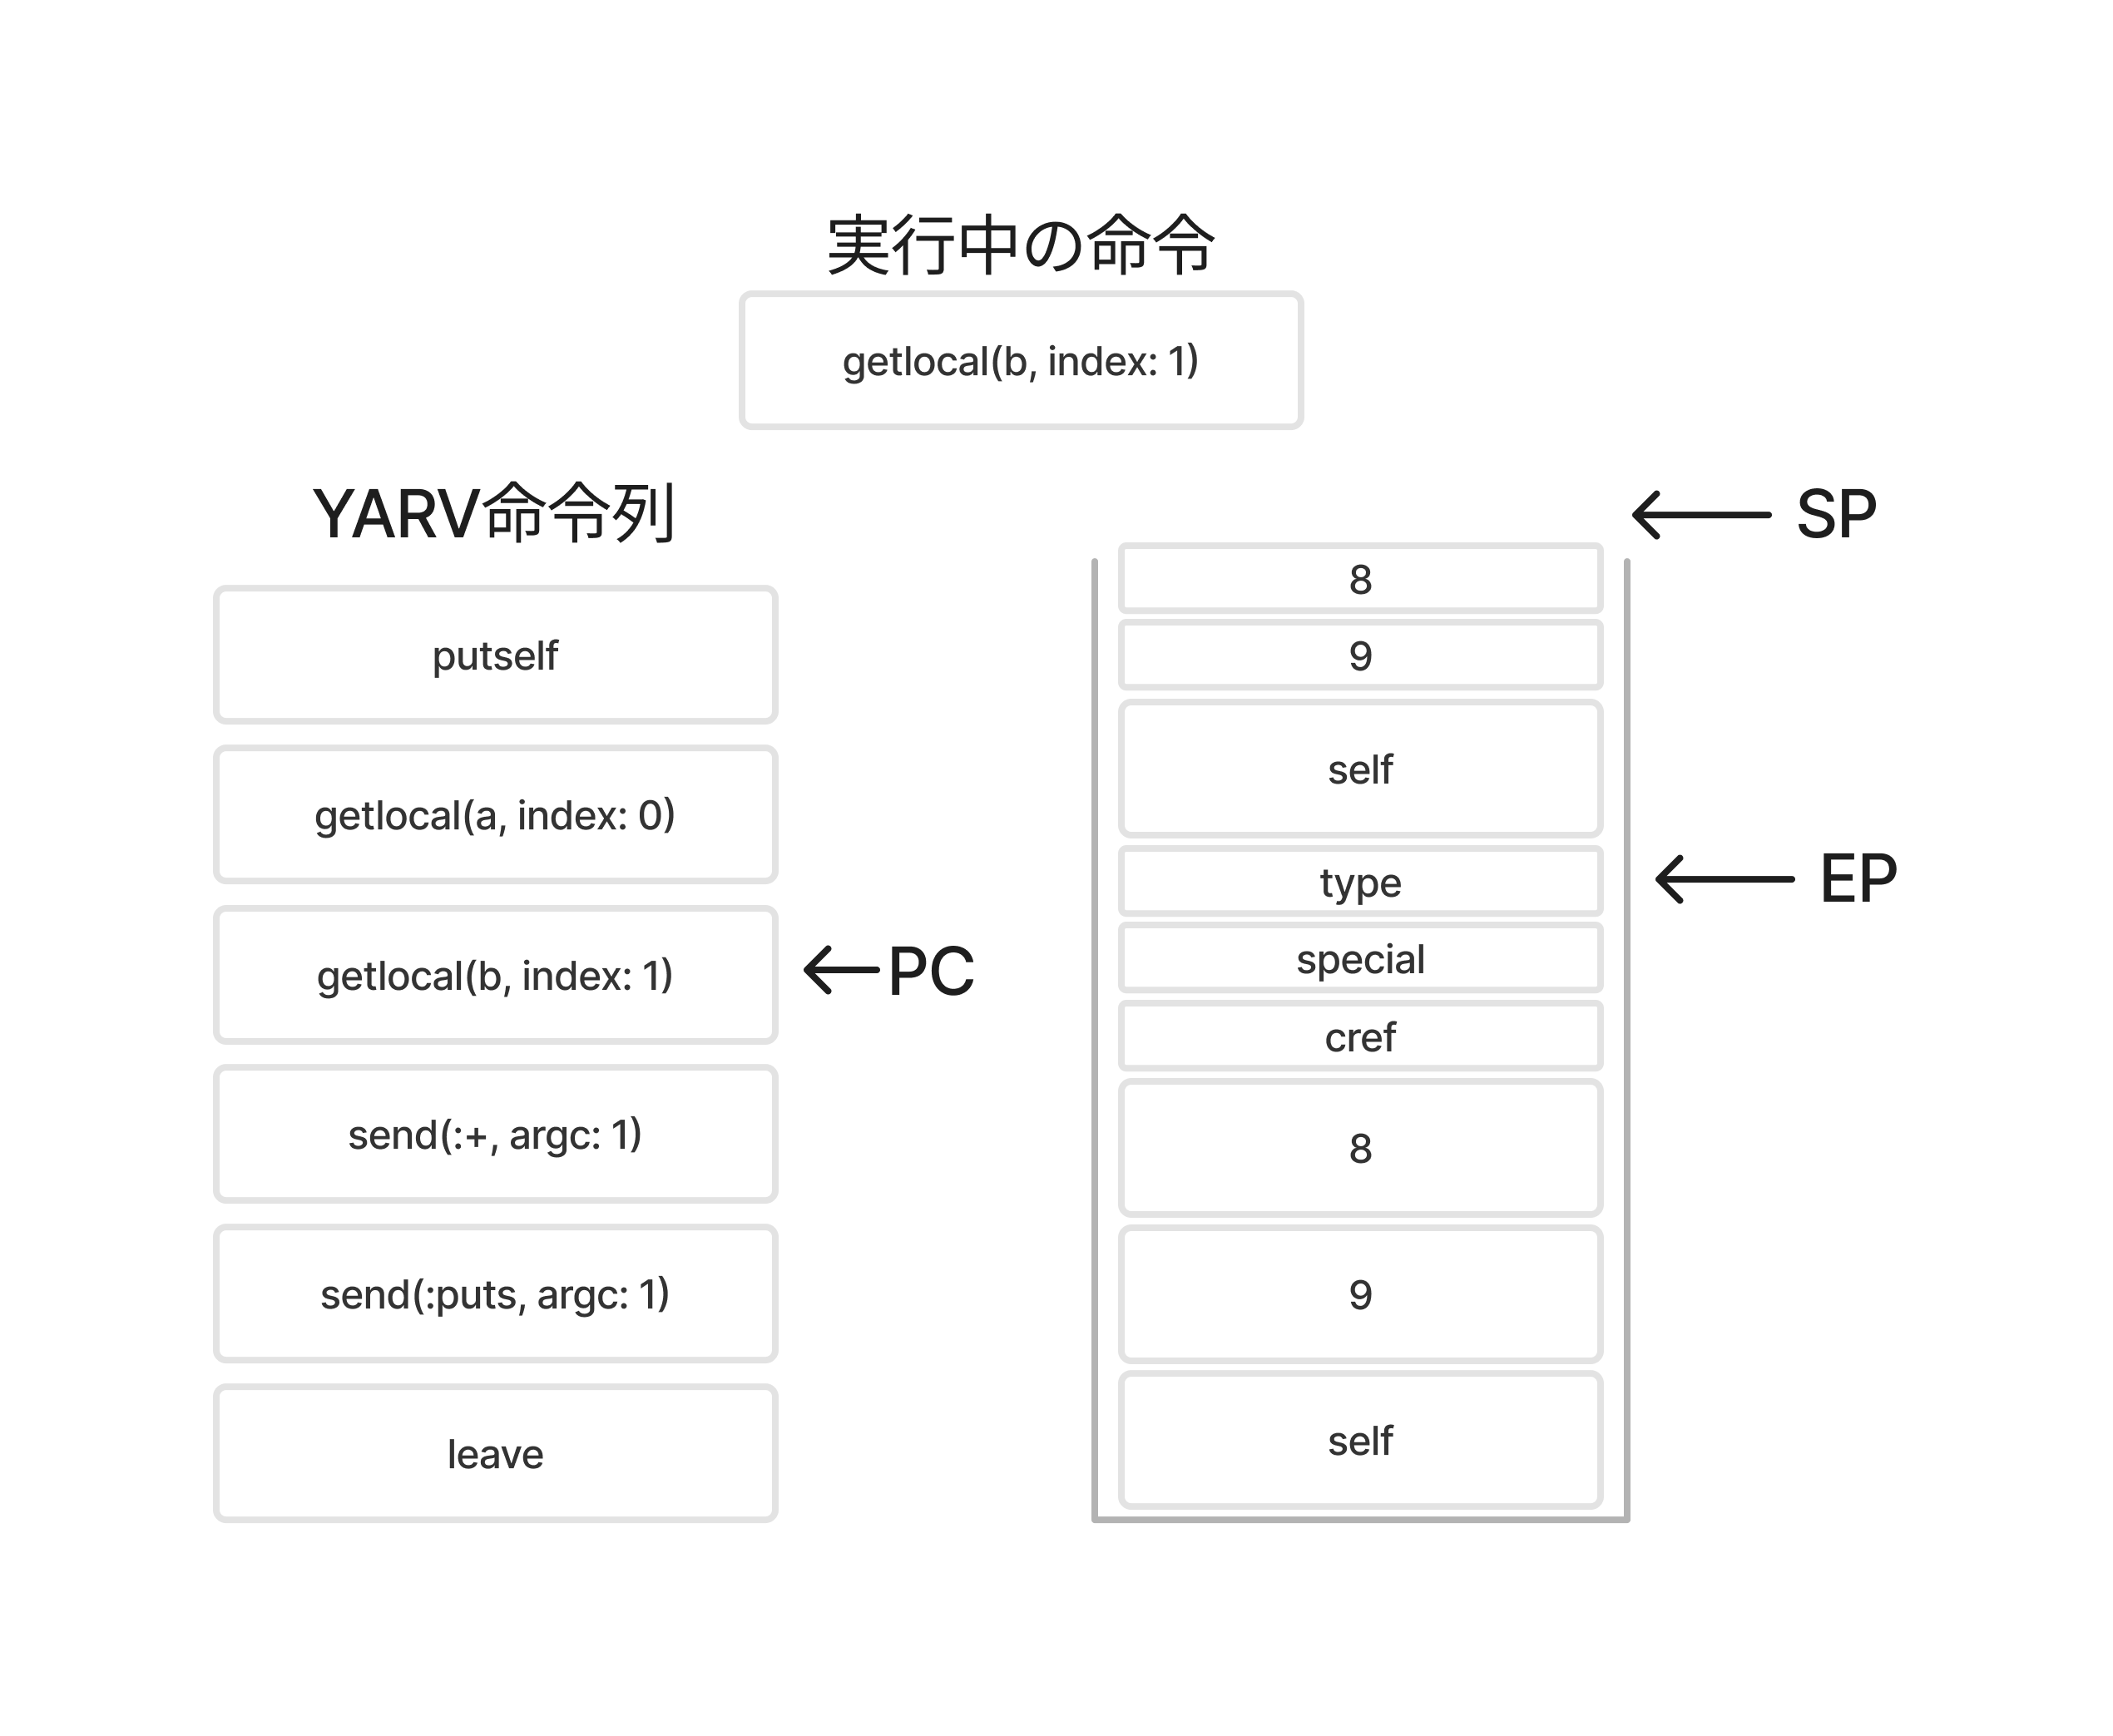 実行中の命令
getlocal(b, index: 1)
YARV命令列
putself
getlocal(a, index: 0)
getlocal(b, index: 1)
send(:+, argc: 1)
send(:puts, argc: 1)
leave
PC
8
9
self
type
special
cref
8
9
self
SP
EP